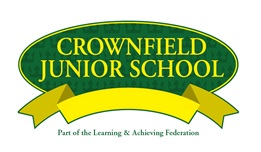 CROWNFIELD
JUNIOR SCHOOL
Part of the Learning & Achieving Federation